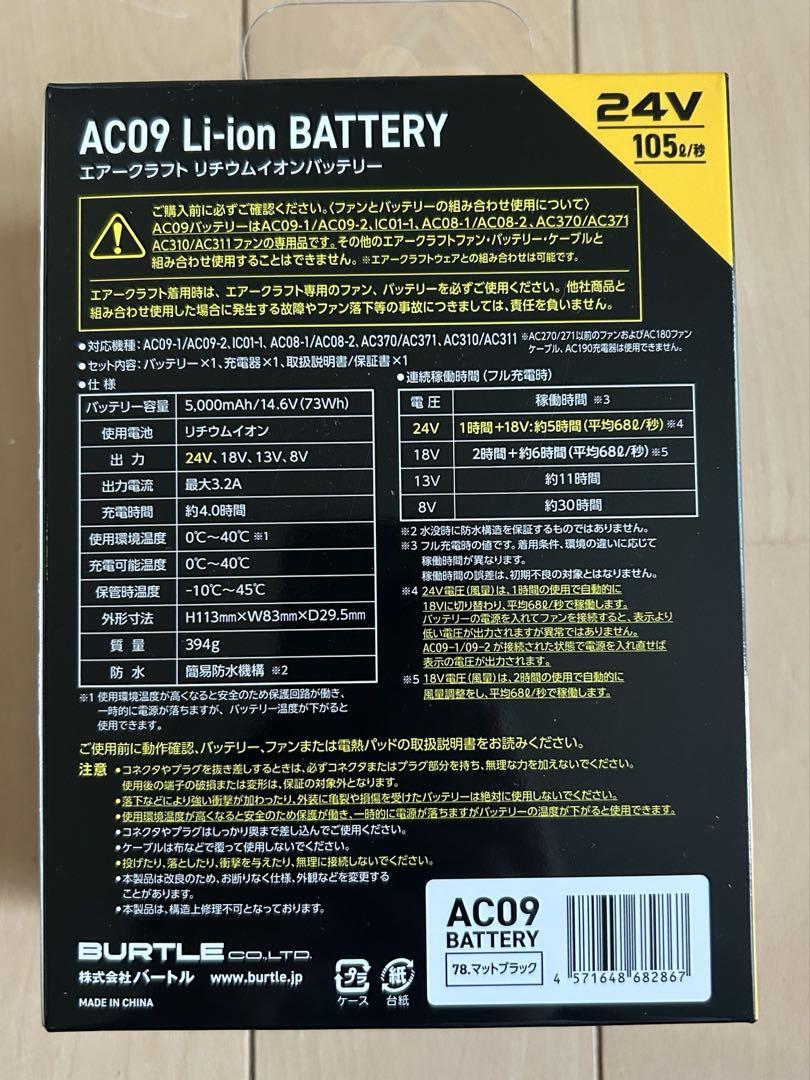 AC09 Li-ion BATTERY
エアークラフト リチウムイオンバッテリー
24V
105ℓ/秒
ご購入前に必ずご確認ください。〈ファンとバッテリーの組み合わせ使用について〉
AC09バッテリーはAC09-1/AC09-2、IC01-1、AC08-1/AC08-2、AC370/AC371
AC310/AC311ファンの専用品です。その他のエアークラフトファン・バッテリー・ケーブルと
組み合わせ使用することはできません。※エアークラフトウェアとの組み合わせは可能です。
エアークラフト着用時は、エアークラフト専用のファン、バッテリーを必ずご使用ください。他社商品と
組み合わせ使用した場合に発生する故障やファン落下等の事故につきましては、責任を負いません。
●対応機種：AC09-1/AC09-2、IC01-1、AC08-1/AC08-2、AC370/AC371、AC310/AC311 ※AC270/271以前のファンおよびAC180ファン
ケーブル、AC190充電器は使用できません。
●セット内容：バッテリー×1、充電器×1、取扱説明書/保証書×1
●仕様
バッテリー容量 5,000mAh/14.6V(73Wh)
使用電池 リチウムイオン
出力 24V、18V、13V、8V
出力電流 最大3.2A
充電時間 約4.0時間
使用環境温度 0℃～40℃ ※1
充電可能温度 0℃～40℃
保管時温度 -10℃～45℃
外形寸法 H113mm×W83mm×D29.5mm
質量 394g
防水 簡易防水機構 ※2
※1 使用環境温度が高くなると安全のため保護回路が働き、
一時的に電源が落ちますが、バッテリー温度が下がると
使用できます。
●連続稼働時間（フル充電時）
電圧 稼働時間 ※3
24V 1時間＋18V：約5時間(平均68ℓ/秒)※4
18V 2時間＋約6時間(平均68ℓ/秒)※5
13V 約11時間
8V 約30時間
※2 水没時に防水構造を保証するものではありません。
※3 フル充電時の値です。着用条件、環境の違いに応じて
稼働時間が異なります。
稼働時間の誤差は、初期不良の対象とはなりません。
※4 24V電圧(風量)は、1時間の使用で自動的に
18Vに切り替わり、平均68ℓ/秒で稼働します。
バッテリーの電源を入れてファンを接続すると、表示より
低い電圧が出力されますが異常ではありません。
AC09-1/09-2 が接続された状態で電源を入れ直せば
表示の電圧が出力されます。
※5 18V電圧(風量)は、2時間の使用で自動的に
風量調整をし、平均68ℓ/秒で稼働します。
ご使用前に動作確認、バッテリー、ファンまたは電熱パッドの取扱説明書をお読みください。
注意 ●コネクタやプラグを抜き差しするときは、必ずコネクタまたはプラグ部分を持ち、無理な力を加えないでください。
使用後の端子の破損または変形は、保証の対象外となります。
●落下などにより強い衝撃が加わったり、外装に亀裂や損傷を受けたバッテリーは絶対に使用しないでください。
●使用環境温度が高くなると安全のため保護が働き、一時的に電源が落ちますがバッテリーの温度が下がると使用できます。
●コネクタやプラグはしっかり奥まで差し込んでご使用ください。
●ケーブルは布などで覆って使用しないでください。
●投げたり、落としたり、衝撃を与えたり、無理に接続しないでください。
●本製品は改良のため、お断りなく仕様、外観などを変更する
ことがあります。
●本製品は、構造上修理不可となっております。
BURTLE CO.,LTD.
株式会社バートル www.burtle.jp
MADE IN CHINA
プラ
ケース
紙
台紙
AC09
BATTERY
78.マットブラック
4 571648 682867